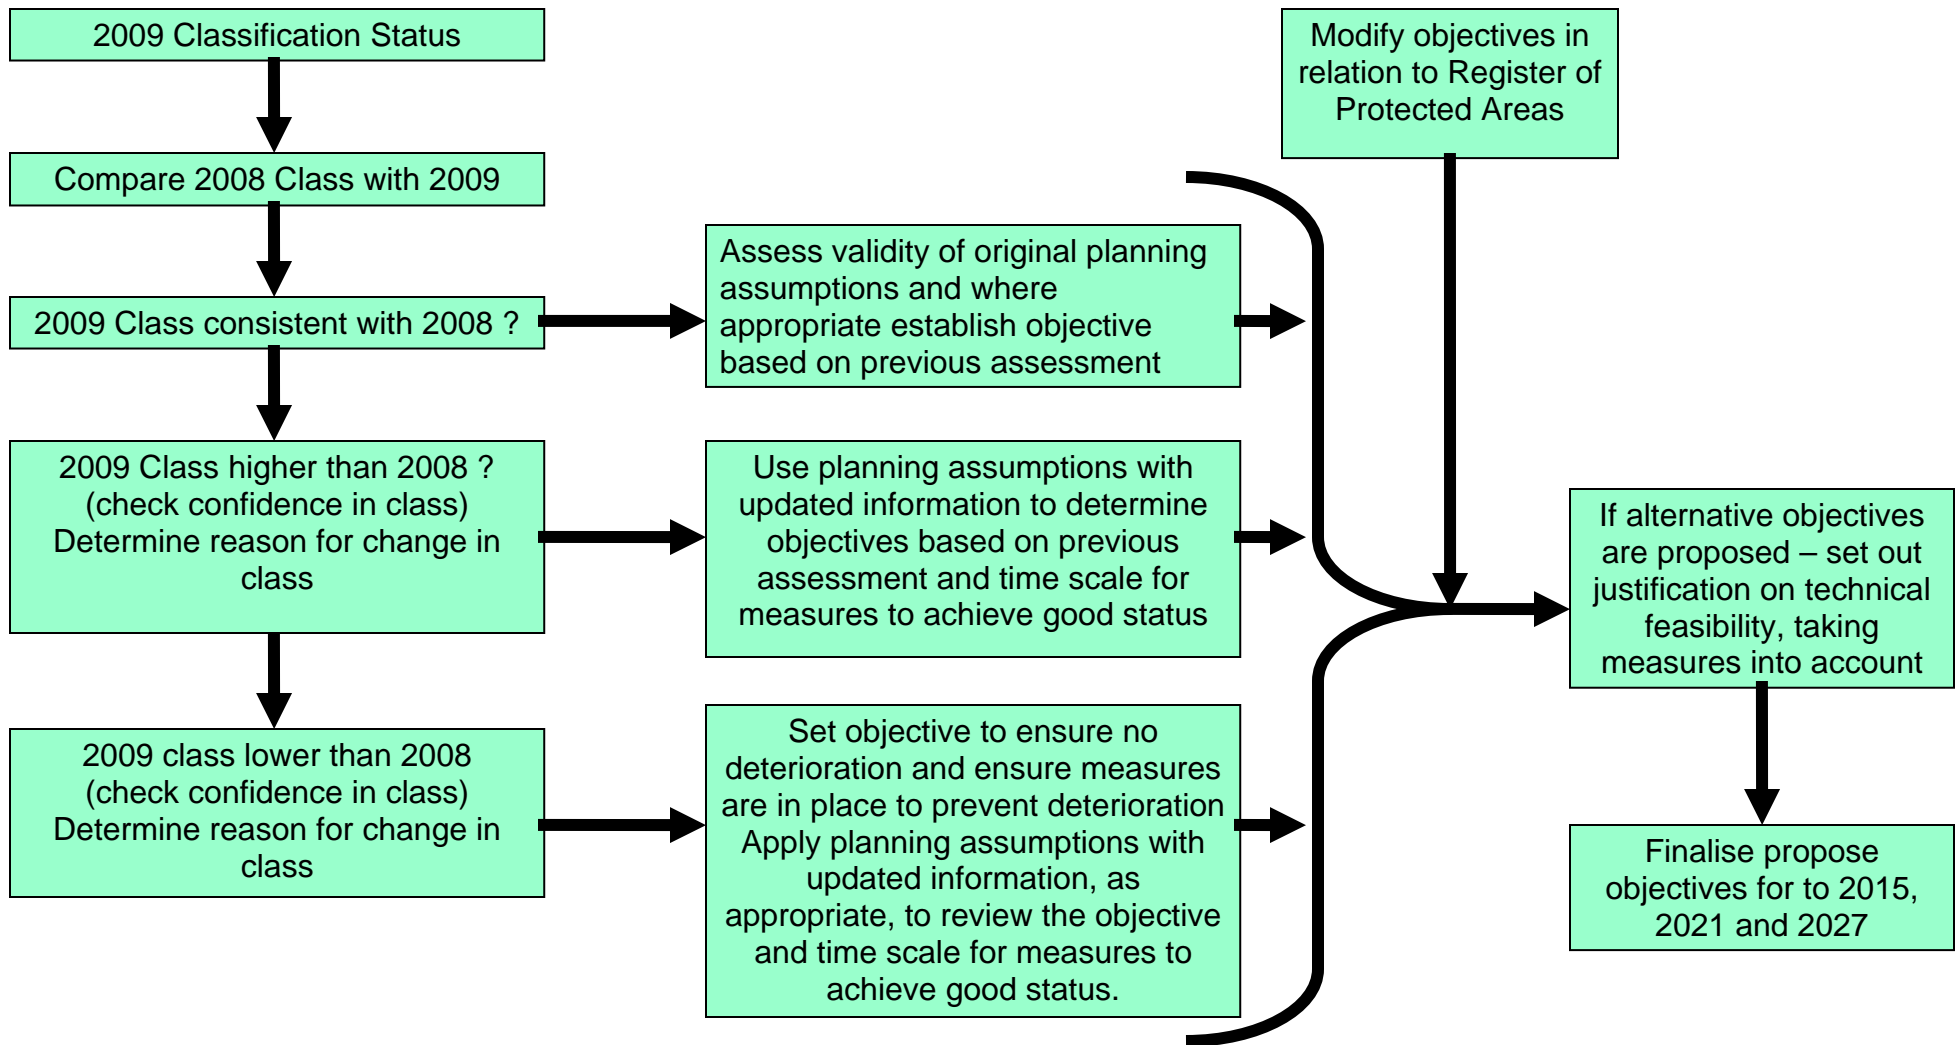 2009 Classification Status
Compare 2008 Class with 2009
2009 Class consistent with 2008 ?
2009 Class higher than 2008 ?
(check confidence in class)
Determine reason for change in
class
2009 class lower than 2008
(check confidence in class)
Determine reason for change in
class
Assess validity of original planning
assumptions and where
appropriate establish objective
based on previous assessment
Use planning assumptions with
updated information to determine
objectives based on previous
assessment and time scale for
measures to achieve good status
Set objective to ensure no
deterioration and ensure measures
are in place to prevent deterioration
Apply planning assumptions with
updated information, as
appropriate, to review the objective
and time scale for measures to
achieve good status.
Modify objectives in
relation to Register of
Protected Areas
If alternative objectives
are proposed – set out
justification on technical
feasibility, taking
measures into account
Finalise propose
objectives for to 2015,
2021 and 2027